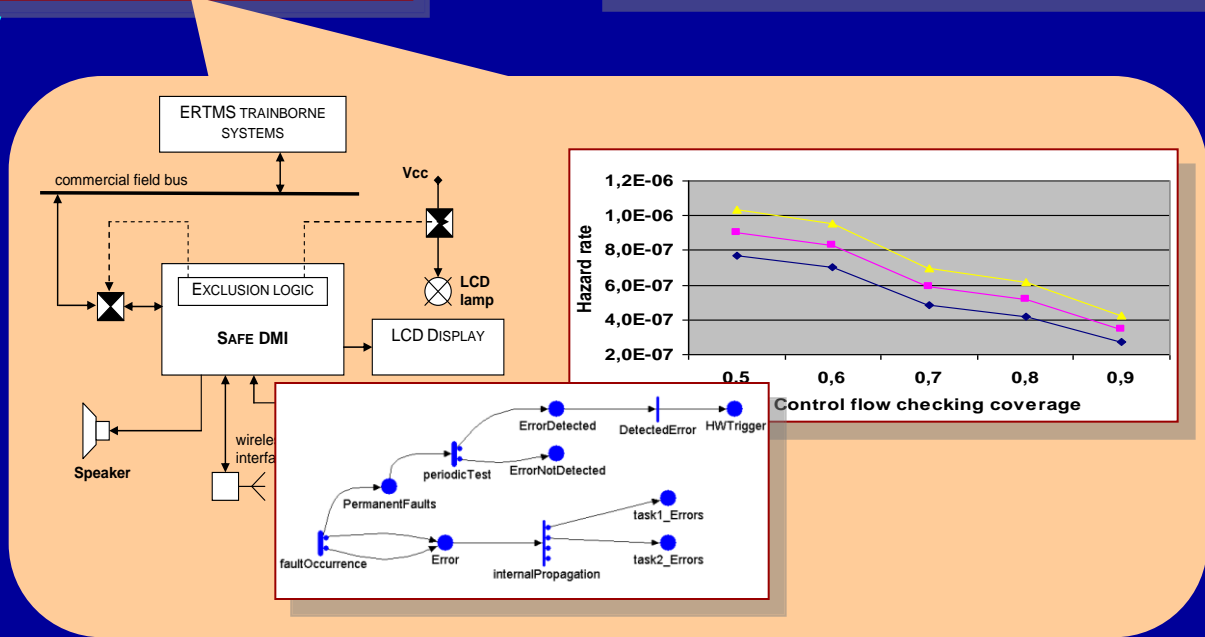 ERTMS TRAINBORNE
SYSTEMS
commercial field bus
Vcc
EXCLUSION LOGIC
LCD
lamp
SAFE DMI
LCD DISPLAY
Speaker
Hazard rate
1,2E-06
1,0E-06
8,0E-07
6,0E-07
4,0E-07
2,0E-07
0,5 0,6 0,7 0,8 0,9
Control flow checking coverage
ErrorDetected
DetectedError
HWTrigger
periodicTest
ErrorNotDetected
PermanentFaults
task1_Errors
faultOccurrence
Error
internalPropagation
task2_Errors